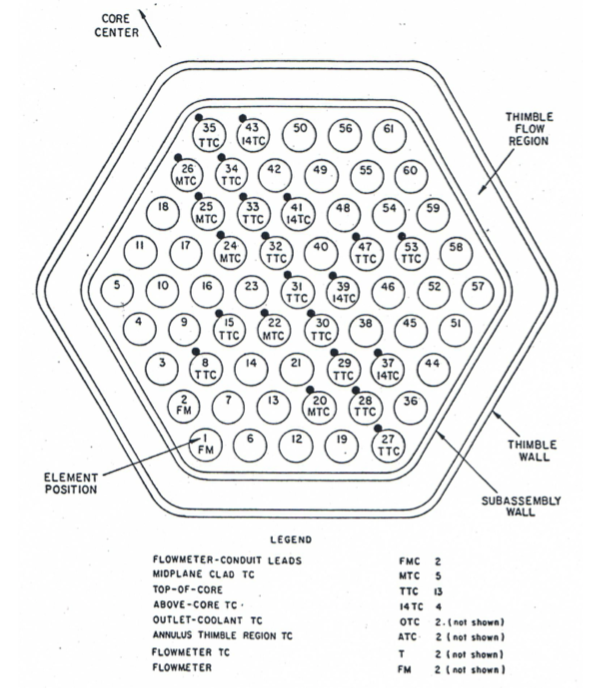 CORE
CENTER
35 43 50 56 61
TTC 14TC
THIMBLE
FLOW
REGION
26 34 42 49 55 60
MTC TTC
18 25 33 41 48 54 59
MTC TTC 14TC
11 17 24 32 40 47 53 58
MTC TTC TTC TTC
5 10 16 23 31 39 46 52 57
TTC 14TC
4 9 15 22 30 38 45 51
TTC MTC TTC
3 8 14 21 29 37 44
TTC TTC 14TC
2 7 13 20 28 36
FM MTC TTC
1 6 12 19 27
FM TTC
THIMBLE
WALL
ELEMENT
POSITION
SUBASSEMBLY
WALL
LEGEND
FLOWMETER-CONDUIT LEADS FMC 2
MIDPLANE CLAD TC MTC 5
TOP-OF-CORE TTC 13
ABOVE-CORE TC 14TC 4
OUTLET-COOLANT TC OTC 2. (not shown)
ANNULUS THIMBLE REGION TC ATC 2 (not shown)
FLOWMETER TC T 2 (not shown)
FLOWMETER FM 2 (not shown)